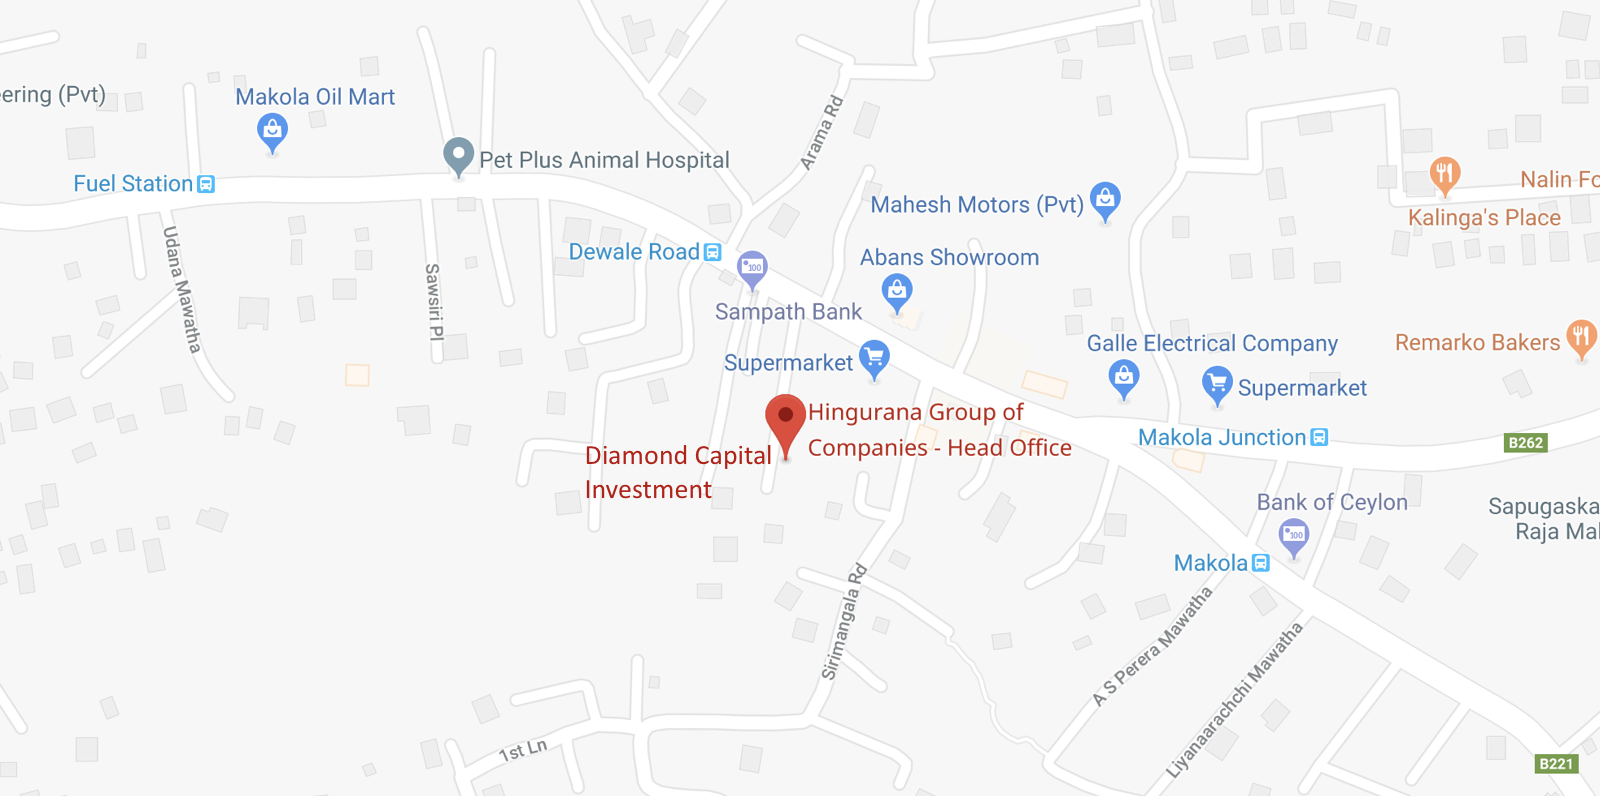 ering (Pvt)
Makola Oil Mart
Arama Rd
Pet Plus Animal Hospital
Fuel Station
Nalin Fo
Mahesh Motors (Pvt)
Kalinga's Place
Udana Mawatha
Dewale Road
100
Abans Showroom
Sawsiri Pl
Sampath Bank
Supermarket
Galle Electrical Company
Remarko Bakers
Supermarket
Hingurana Group of
Companies - Head Office
Makola Junction
B262
Diamond Capital
Investment
Bank of Ceylon
100
Sapugaska
Raja Mal
Makola
Sirimangala Rd
A S Perera Mawatha
Liyanaarachchi Mawatha
1st Ln
B221